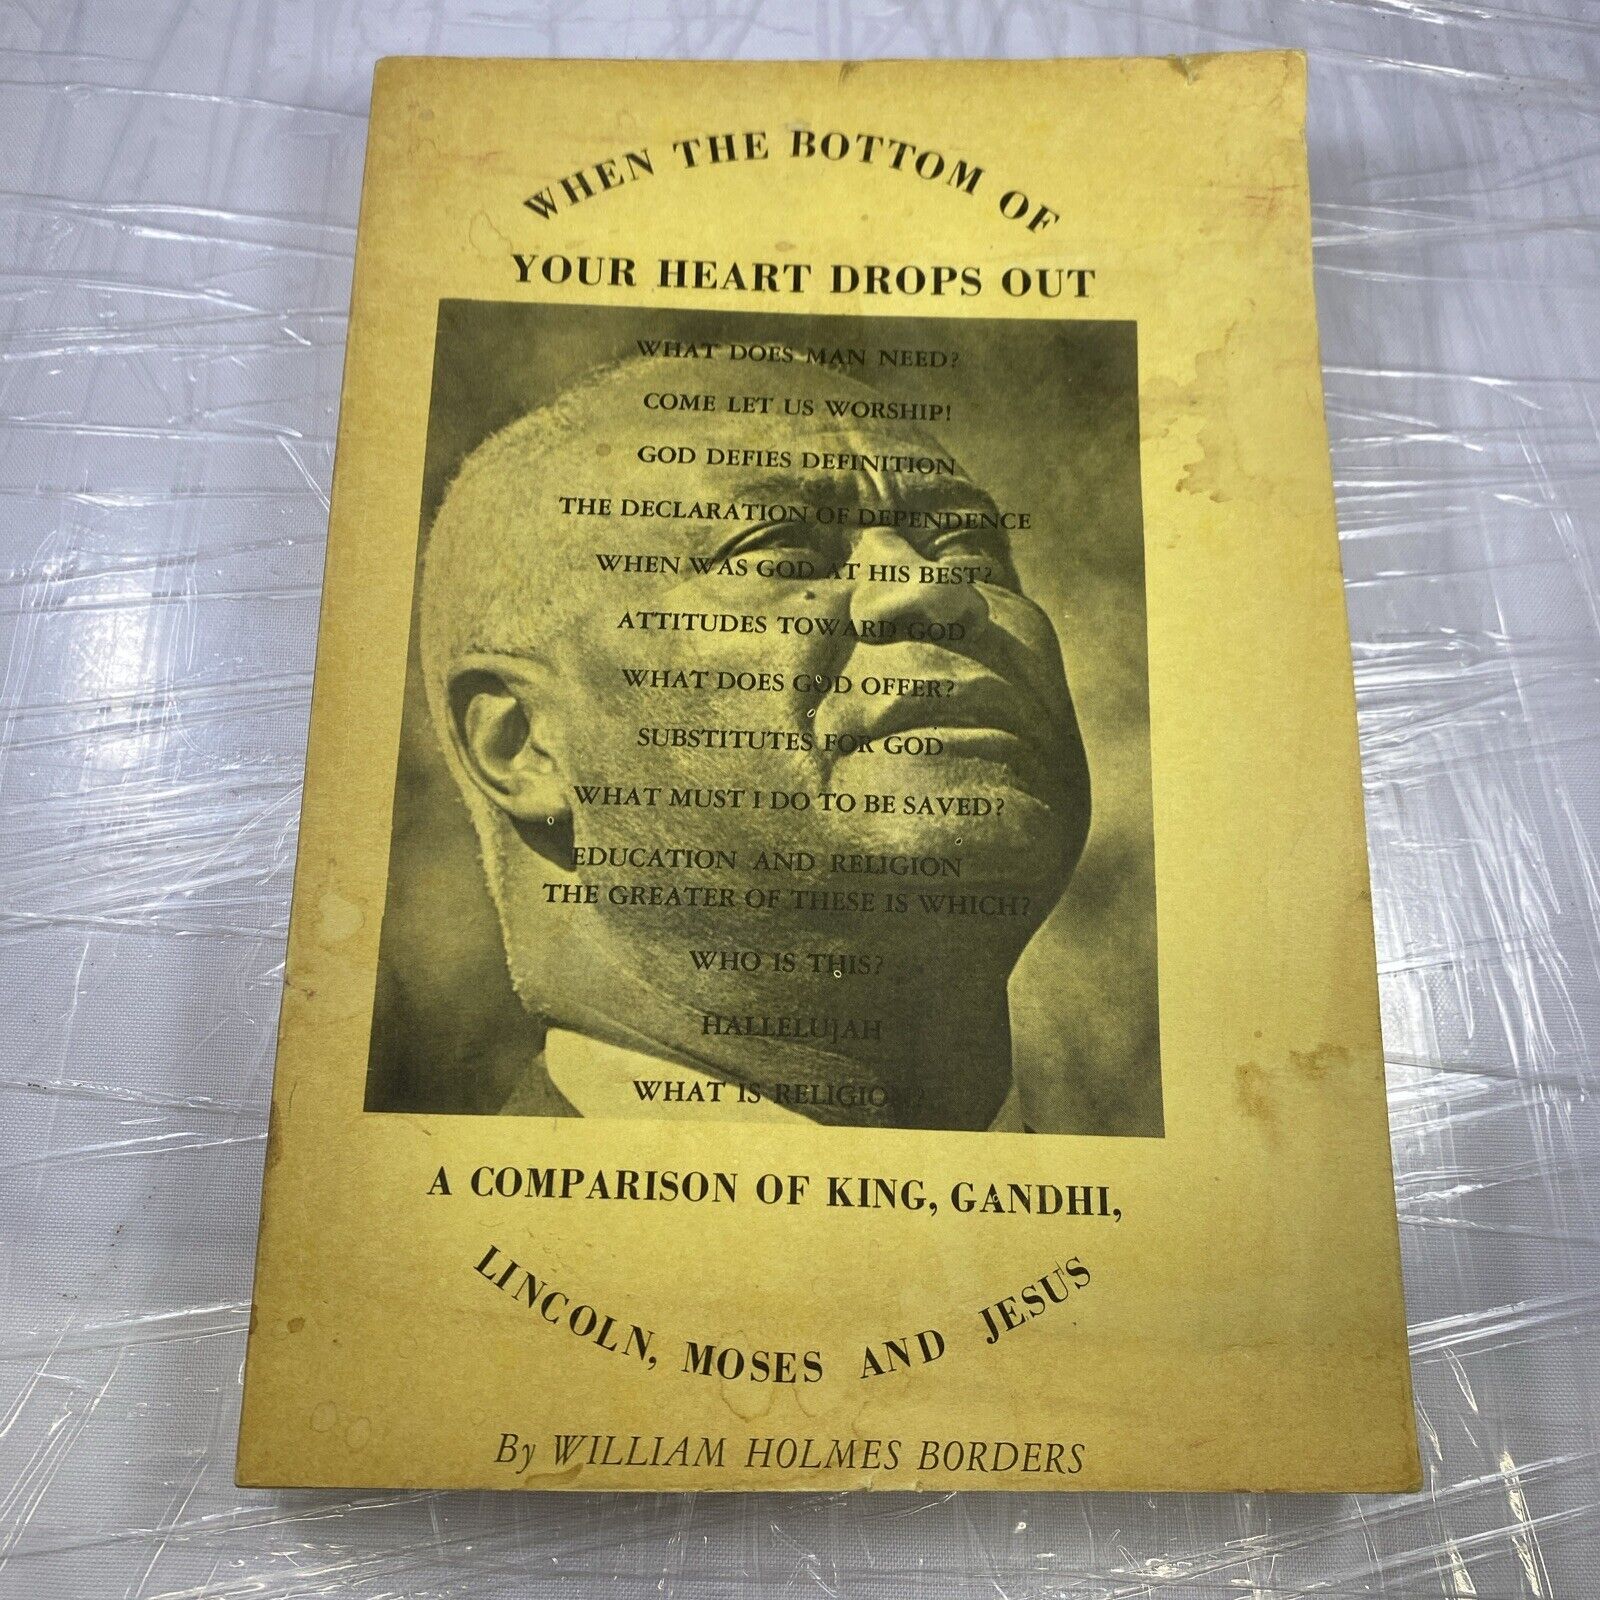 WHEN THE BOTTOM OF
YOUR HEART DROPS OUT
WHAT DOES MAN NEED?
COME LET US WORSHIP!
GOD DEFIES DEFINITION
THE DECLARATION OF DEPENDENCE
WHEN WAS GOD AT HIS BEST?
ATTITUDES TOWARD GOD
WHAT DOES GOD OFFER?
SUBSTITUTES FOR GOD
WHAT MUST I DO TO BE SAVED?
EDUCATION AND RELIGION
THE GREATER OF THESE IS WHICH?
WHO IS THIS?
HALLELUJAH
WHAT IS RELIGION?
A COMPARISON OF KING, GANDHI,
LINCOLN, MOSES AND JESUS
By WILLIAM HOLMES BORDERS